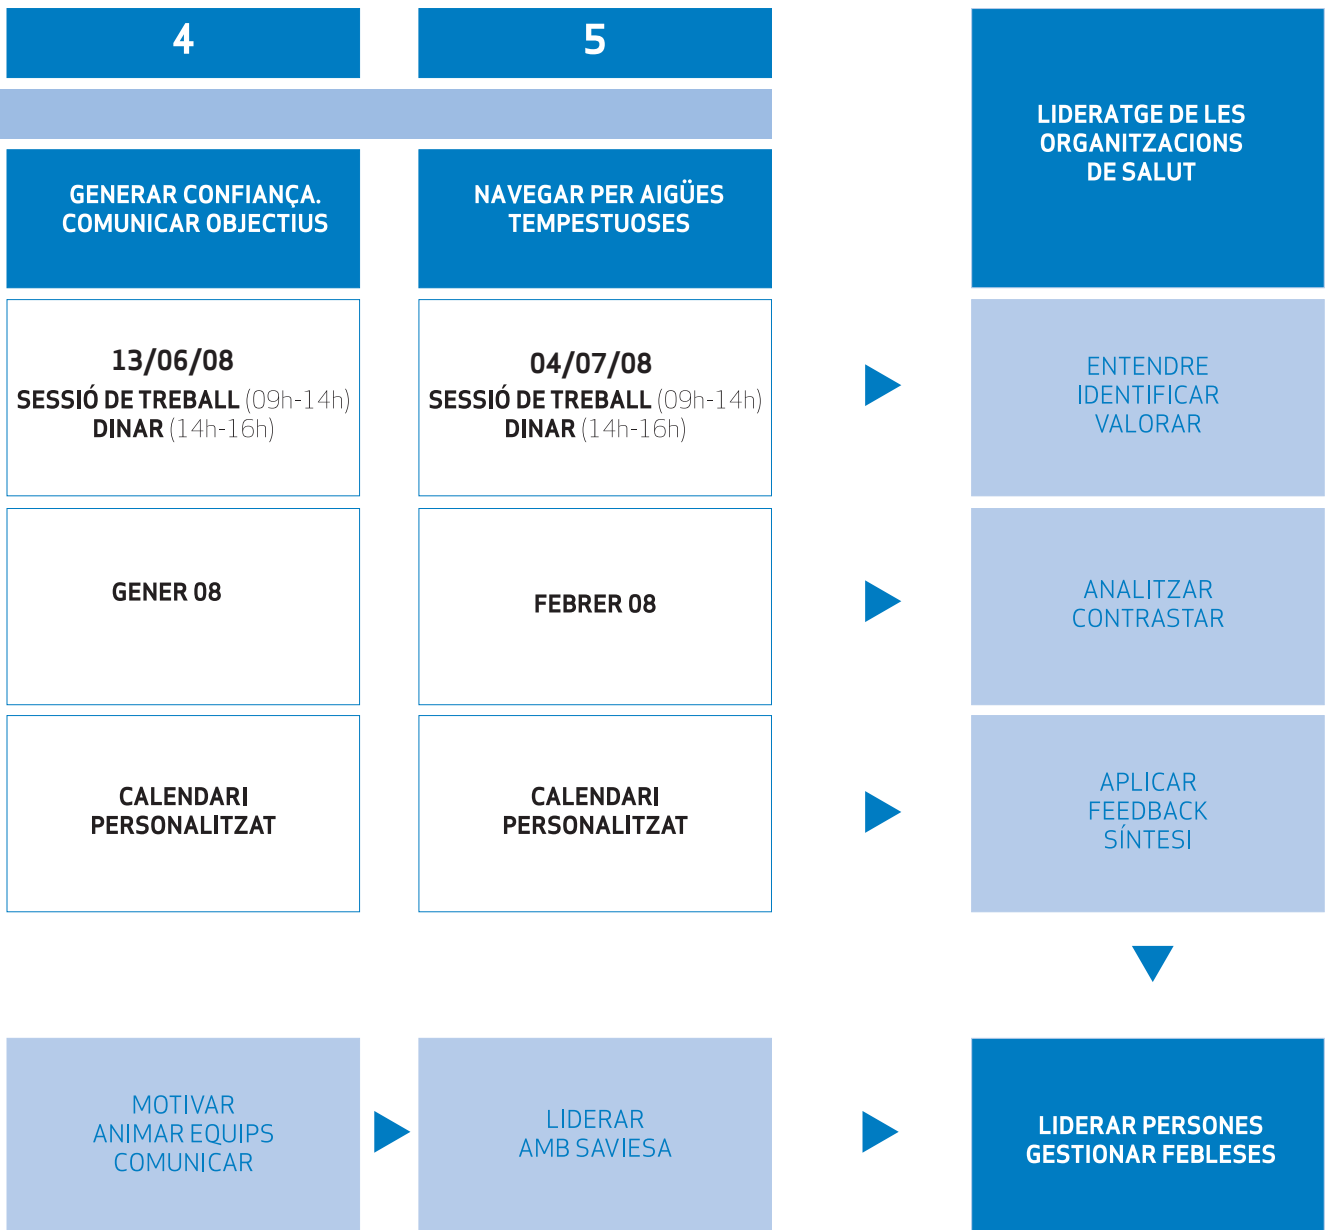 4
5
LIDERATGE DE LES
ORGANITZACIONS
DE SALUT
GENERAR CONFIANÇA.
COMUNICAR OBJECTIUS
NAVEGAR PER AIGÜES
TEMPESTUOSES
13/06/08
SESSIÓ DE TREBALL (09h-14h)
DINAR (14h-16h)
04/07/08
SESSIÓ DE TREBALL (09h-14h)
DINAR (14h-16h)
ENTENDRE
IDENTIFICAR
VALORAR
GENER 08
FEBRER 08
ANALITZAR
CONTRASTAR
CALENDARI
PERSONALITZAT
CALENDARI
PERSONALITZAT
APLICAR
FEEDBACK
SÍNTESI
MOTIVAR
ANIMAR EQUIPS
COMUNICAR
LIDERAR
AMB SAVIESA
LIDERAR PERSONES
GESTIONAR FEBLESES